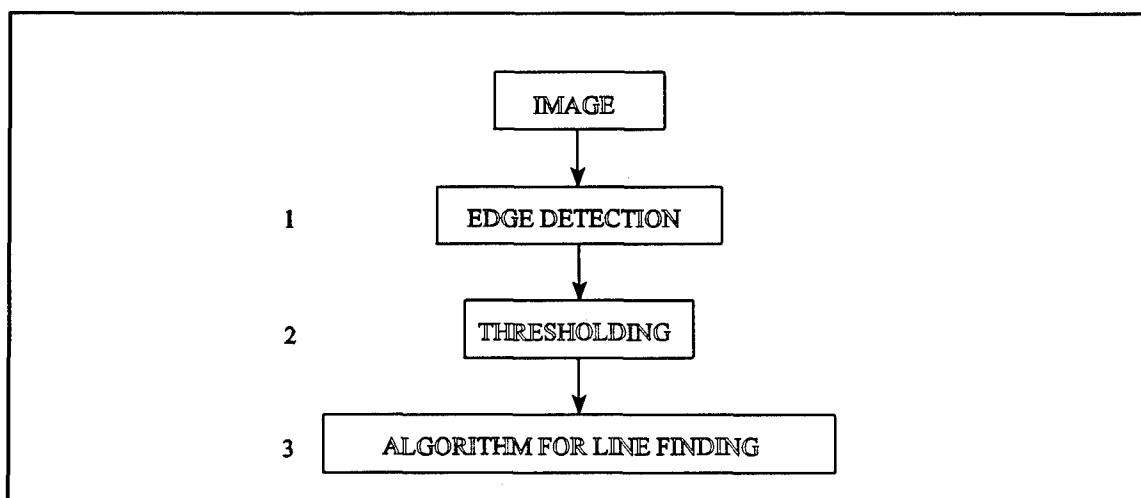 IMAGE
1 EDGE DETECTION
2 THRESHOLDING
3 ALGORITHM FOR LINE FINDING